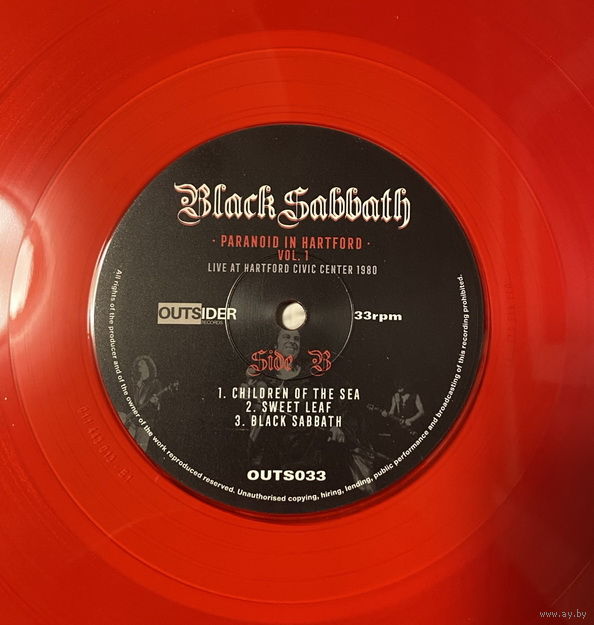 Black Sabbath
· PARANOID IN HARTFORD ·
VOL. 1
LIVE AT HARTFORD CIVIC CENTER 1980
OUTSIDER
RECORDS
33rpm
Side B
1. CHILDREN OF THE SEA
2. SWEET LEAF
3. BLACK SABBATH
OUTS033
All rights of the producer and of the owner of the work reproduced reserved. Unauthorised copying, hiring, lending, public performance and broadcasting of this recording prohibited.
www.ay.by